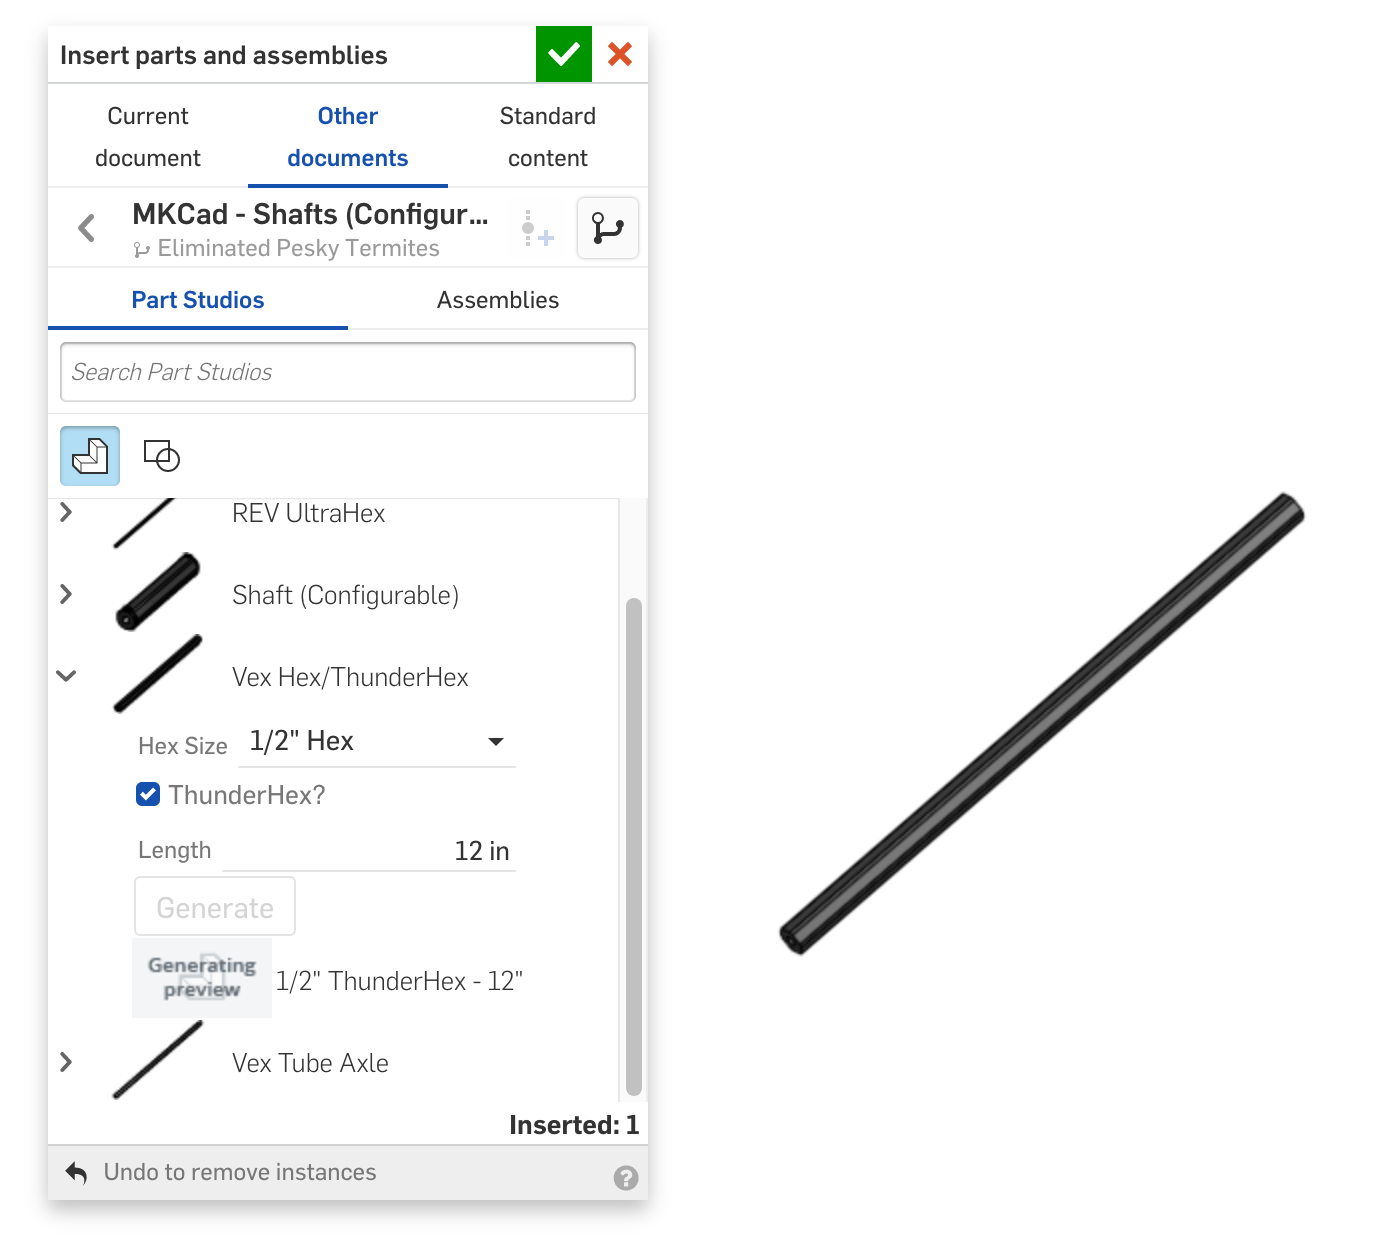 Insert parts and assemblies
Current document
Other documents
Standard content
MKCad - Shafts (Configur...
Eliminated Pesky Termites
Part Studios
Assemblies
Search Part Studios
REV UltraHex
Shaft (Configurable)
Vex Hex/ThunderHex
Hex Size 1/2" Hex
ThunderHex?
Length 12 in
Generate
Generating preview
1/2" ThunderHex - 12"
Vex Tube Axle
Inserted: 1
Undo to remove instances
?